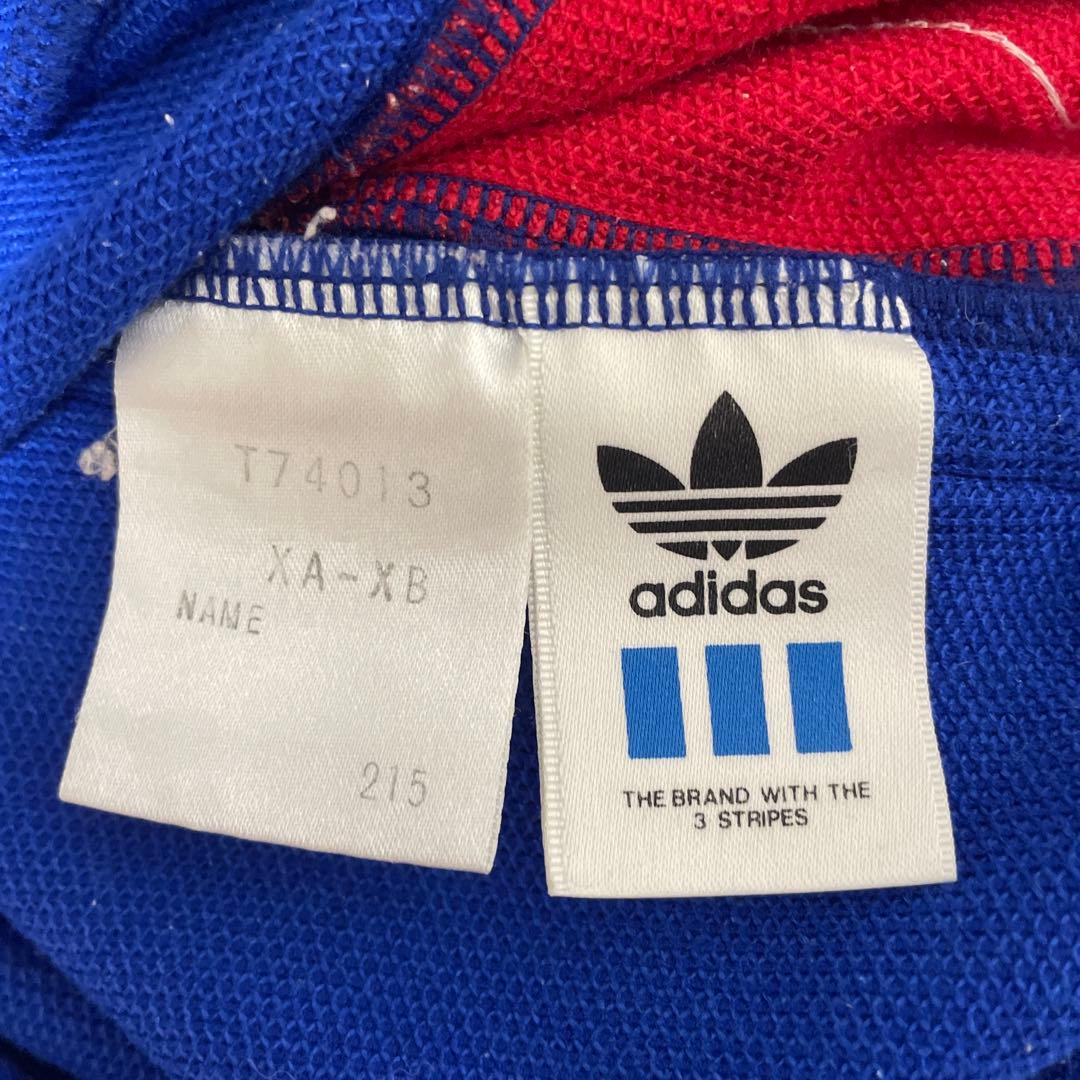 T74013
XA-XB
NAME
215
adidas
THE BRAND WITH THE
3 STRIPES